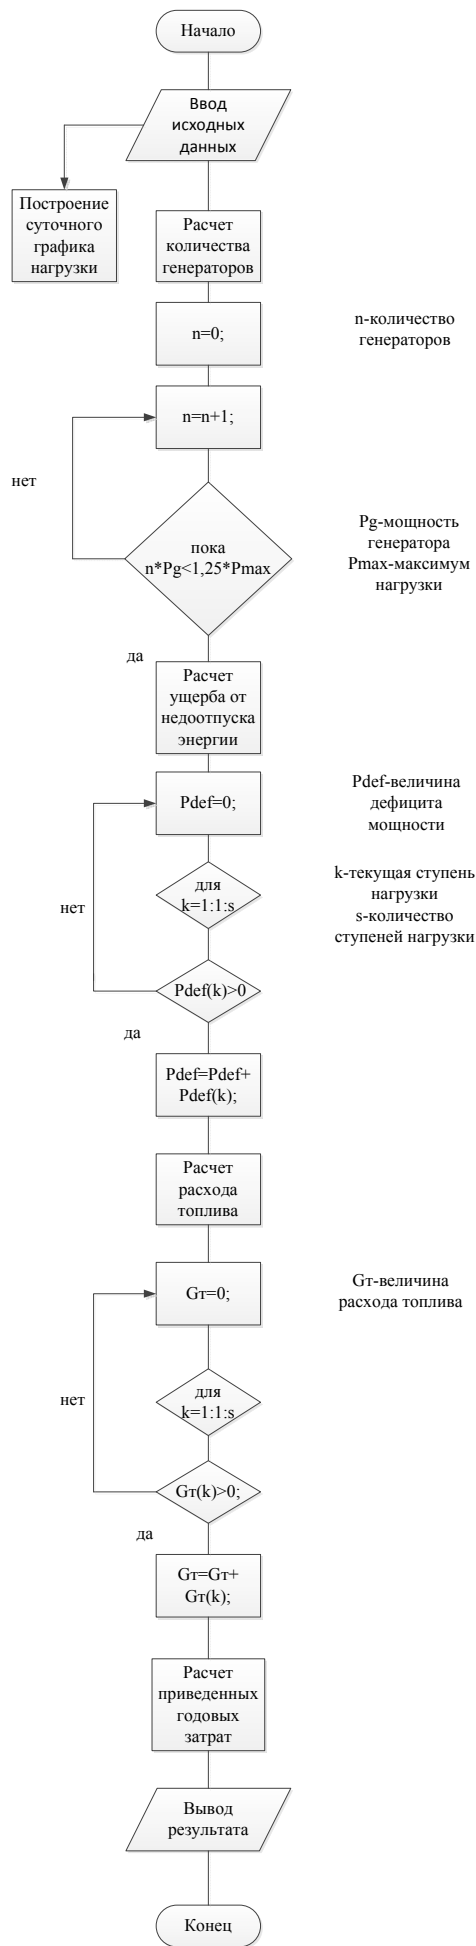 Начало
Ввод
исходных
данных
Построение
суточного
графика
нагрузки
Расчет
количества
генераторов
n=0;
n-количество
генераторов
n=n+1;
нет
пока
n*Pg<1,25*Pmax
Pg-мощность
генератора
Pmax-максимум
нагрузки
да
Расчет
ущерба от
недоотпуска
энергии
Pdef=0;
Pdef-величина
дефицита
мощности
для
k=1:1:s
k-текущая ступень
нагрузки
s-количество
ступеней нагрузки
нет
Pdef(k)>0
да
Pdef=Pdef+
Pdef(k);
Расчет
расхода
топлива
Gт=0;
Gт-величина
расхода топлива
для
k=1:1:s
нет
Gт(k)>0;
да
Gт=Gт+
Gт(k);
Расчет
приведенных
годовых
затрат
Вывод
результата
Конец